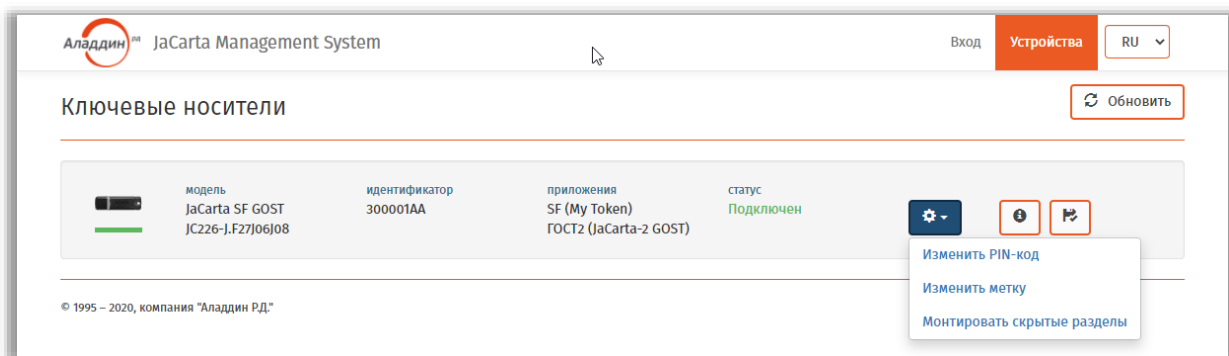 Аладдин РД JaCarta Management System Вход Устройства RU
Ключевые носители Обновить
модель идентификатор приложения статус
JaCarta SF GOST 300001AA SF (My Token) Подключен
JC226-J.F27J06J08 ГОСТ2 (JaCarta-2 GOST)
Изменить PIN-код
Изменить метку
Монтировать скрытые разделы
© 1995 – 2020, компания "Аладдин Р.Д."